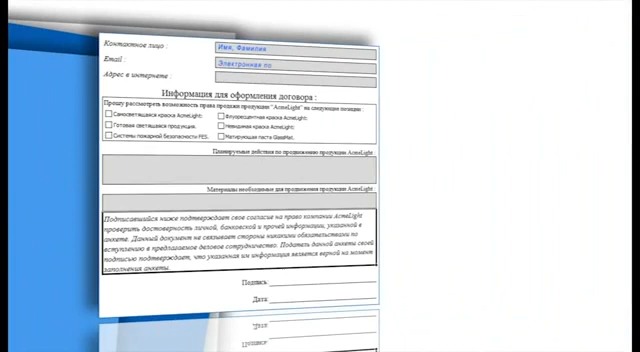 Контактное лицо :
Имя, Фамилия
Email :
Электронная по
Адрес в интернете :
Информация для оформления договора :
Прошу рассмотреть возможность права продажи продукции "AcmeLight" на следующие позиции :
Самосветящаяся краска AcmeLight:
Флуоресцентная краска AcmeLight:
Готовая светящаяся продукция.
Невидимая краска AcmeLight:
Системы пожарной безопасности FES.
Матирующая паста GlassMat.
Планируемые действия по продвижению продукции AcmeLight :
Материалы необходимые для продвижения продукции AcmeLight :
Подписавшийся ниже подтверждает свое согласие на право компании AcmeLight
проверить достоверность личной, банковской и прочей информации, указанной в
анкете. Данный документ не связывает стороны никакими обязательствами по
вступлению в предлагаемое деловое сотрудничество. Податель данной анкеты своей
подписью подтверждает, что указанная им информация является верной на момент
заполнения анкеты.
Подпись:
Дата: